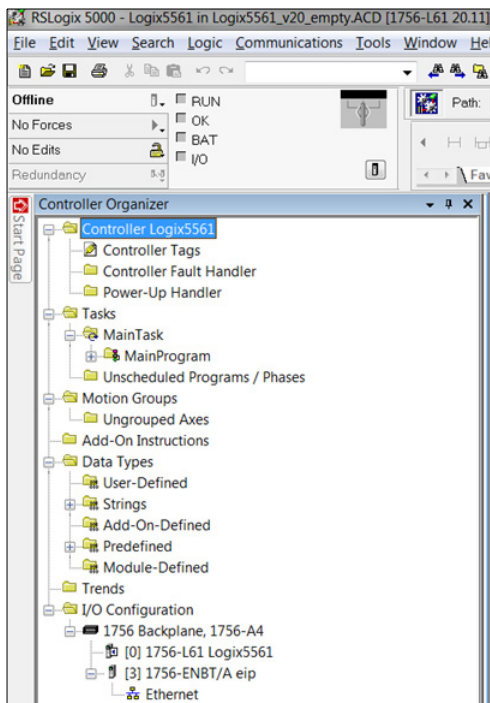 RSLogix 5000 - Logix5561 in Logix5561_v20_empty.ACD [1756-L61 20.11]
File Edit View Search Logic Communications Tools Window Hel
Offline
RUN
Path:
No Forces
OK
No Edits
BAT
I/O
Redundancy
Fav
Start Page
Controller Organizer
Controller Logix5561
Controller Tags
Controller Fault Handler
Power-Up Handler
Tasks
MainTask
MainProgram
Unscheduled Programs / Phases
Motion Groups
Ungrouped Axes
Add-On Instructions
Data Types
User-Defined
Strings
Add-On-Defined
Predefined
Module-Defined
Trends
I/O Configuration
1756 Backplane, 1756-A4
[0] 1756-L61 Logix5561
[3] 1756-ENBT/A eip
Ethernet